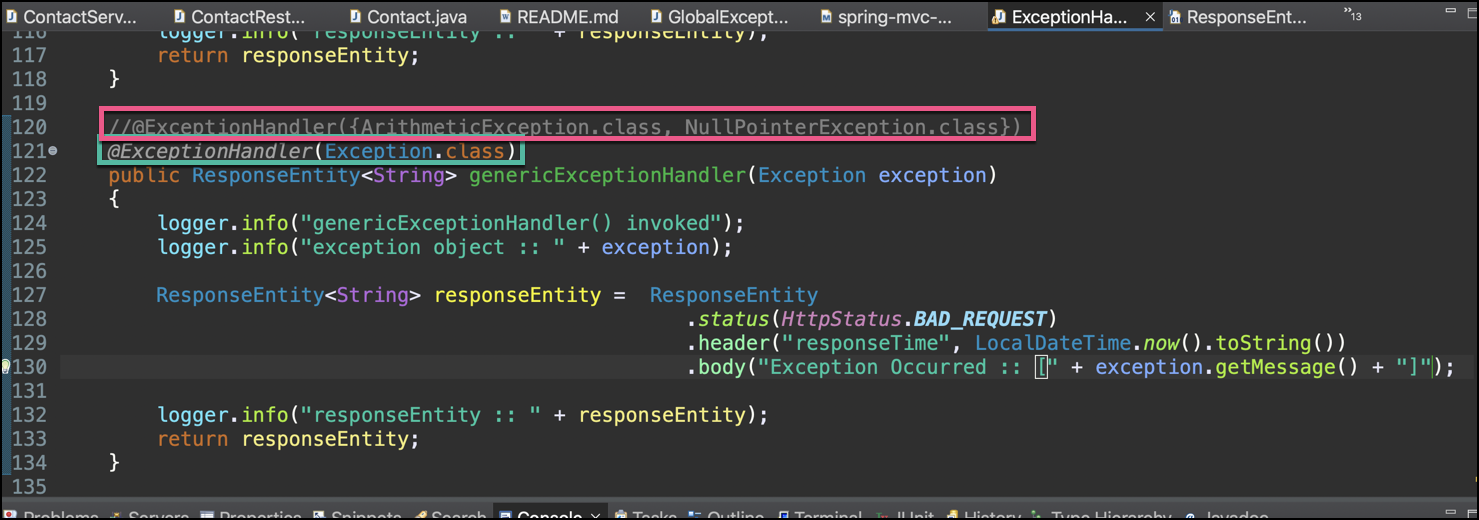 ContactServ... ContactRest... Contact.java README.md GlobalExcept... spring-mvc-... ExceptionHa... ResponseEnt... »13
116 logger.info("responseEntity :: " + responseEntity);
117 return responseEntity;
118 }
119
120 //@ExceptionHandler({ArithmeticException.class, NullPointerException.class})
121 @ExceptionHandler(Exception.class)
122 public ResponseEntity<String> genericExceptionHandler(Exception exception)
123 {
124 logger.info("genericExceptionHandler() invoked");
125 logger.info("exception object :: " + exception);
126
127 ResponseEntity<String> responseEntity =  ResponseEntity
128 .status(HttpStatus.BAD_REQUEST)
129 .header("responseTime", LocalDateTime.now().toString())
130 .body("Exception Occurred :: [" + exception.getMessage() + "]");
131
132 logger.info("responseEntity :: " + responseEntity);
133 return responseEntity;
134 }
135
Problems Servers Properties Snippets Search Console Tasks Outline Terminal JUnit History Type Hierarchy Javadoc